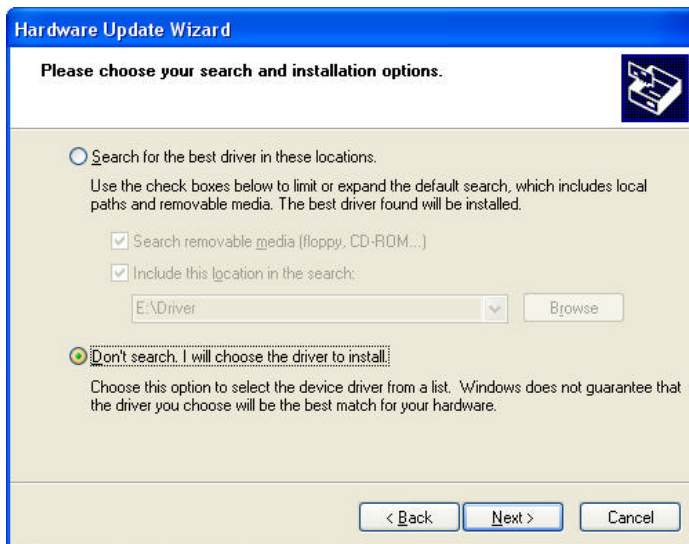 Hardware Update Wizard
Please choose your search and installation options.
Search for the best driver in these locations.
Use the check boxes below to limit or expand the default search, which includes local
paths and removable media. The best driver found will be installed.
Search removable media (floppy, CD-ROM...)
Include this location in the search:
E:\Driver
Browse
Don't search. I will choose the driver to install.
Choose this option to select the device driver from a list. Windows does not guarantee that
the driver you choose will be the best match for your hardware.
< Back Next > Cancel